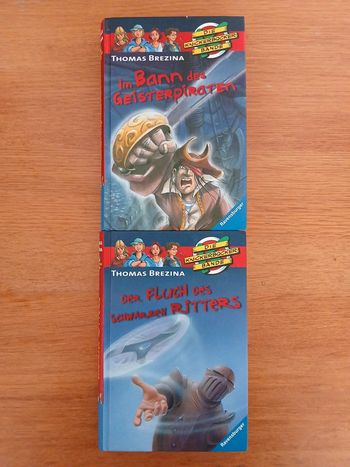 DIE
KNICKERBOCKER
BANDE
THOMAS BREZINA
Im BANN des
GEISTERPIRATEN
Ravensburger
DIE
KNICKERBOCKER
BANDE
THOMAS BREZINA
DER FLUCH DES
SCHWARZEN RITTERS
Ravensburger